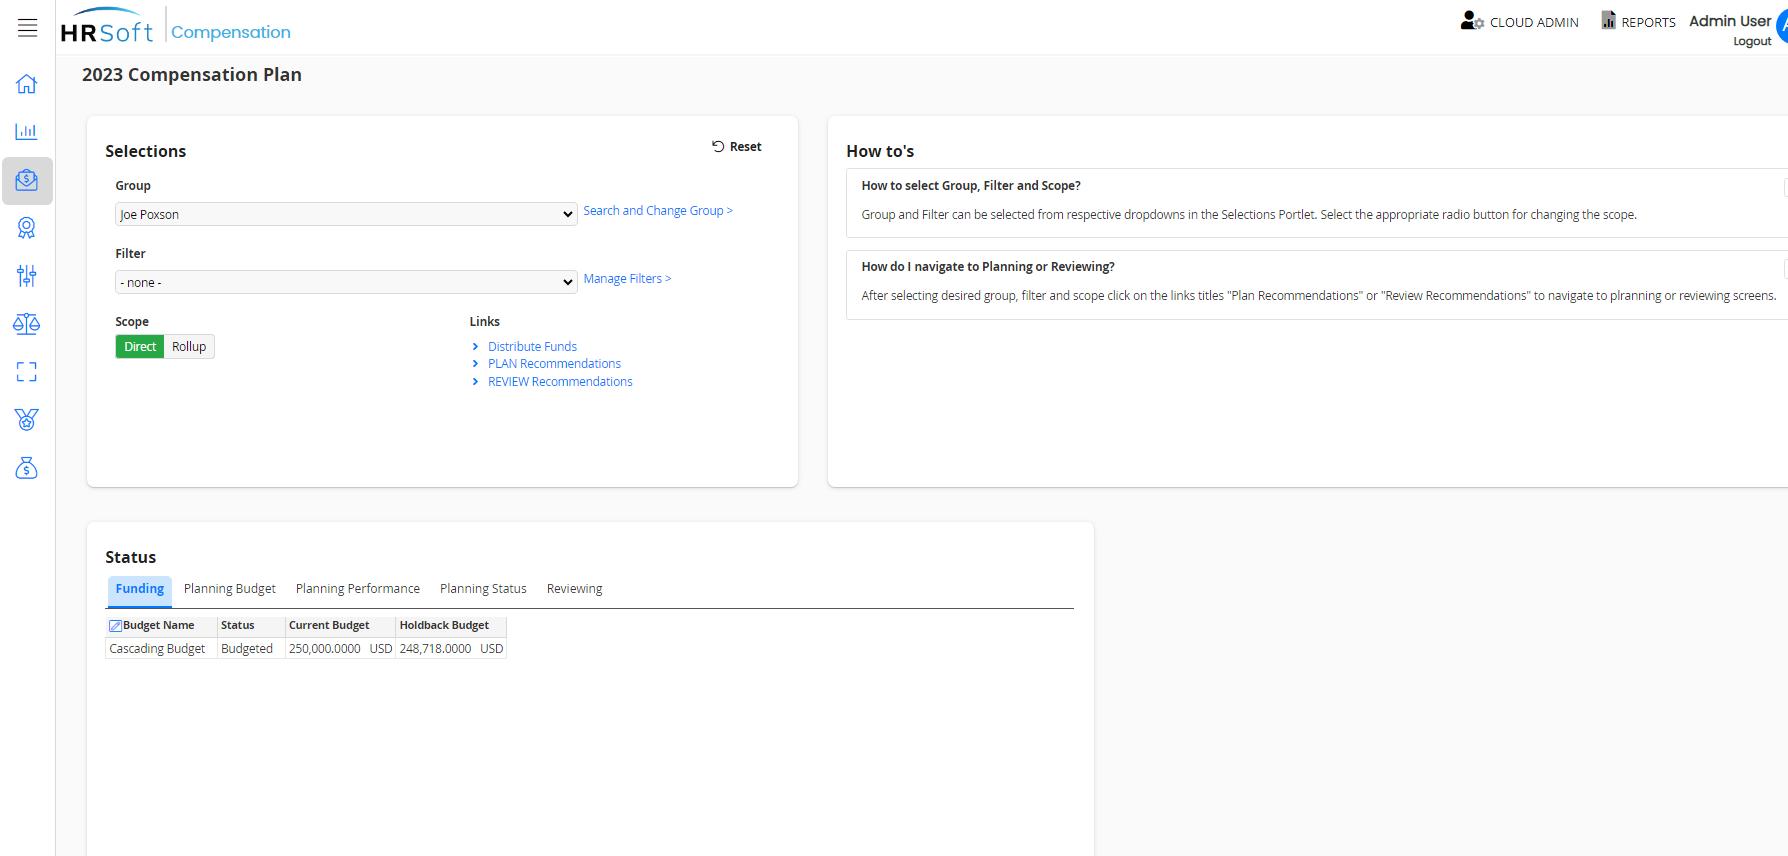 HRSoft Compensation
CLOUD ADMIN
REPORTS
Admin User
Logout
2023 Compensation Plan
Selections
Reset
Group
Joe Poxson
Search and Change Group >
Filter
- none -
Manage Filters >
Scope
Direct Rollup
Links
Distribute Funds
PLAN Recommendations
REVIEW Recommendations
How to's
How to select Group, Filter and Scope?
Group and Filter can be selected from respective dropdowns in the Selections Portlet. Select the appropriate radio button for changing the scope.
How do I navigate to Planning or Reviewing?
After selecting desired group, filter and scope click on the links titles "Plan Recommendations" or "Review Recommendations" to navigate to plranning or reviewing screens.
Status
Funding Planning Budget Planning Performance Planning Status Reviewing
Budget Name Status Current Budget Holdback Budget
Cascading Budget Budgeted 250,000.0000 USD 248,718.0000 USD